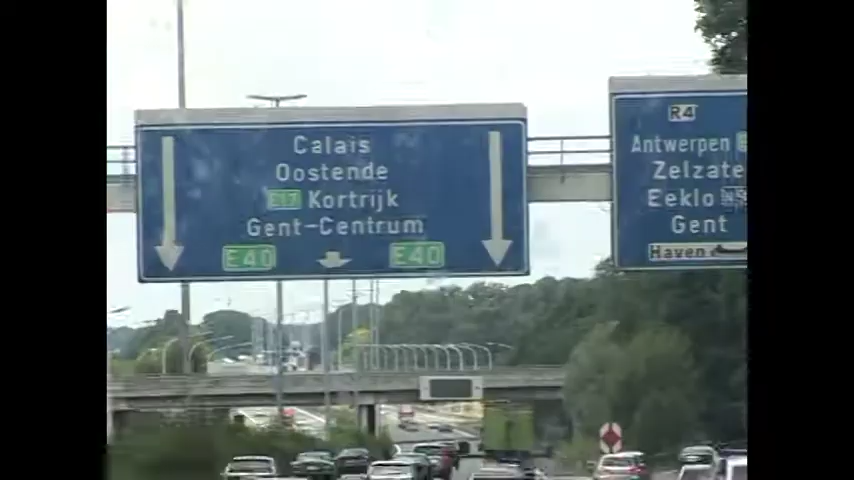 Calais
Oostende
E17 Kortrijk
Gent-Centrum
E40 E40
R4
Antwerpen
Zelzate
Eeklo
Gent
Haven